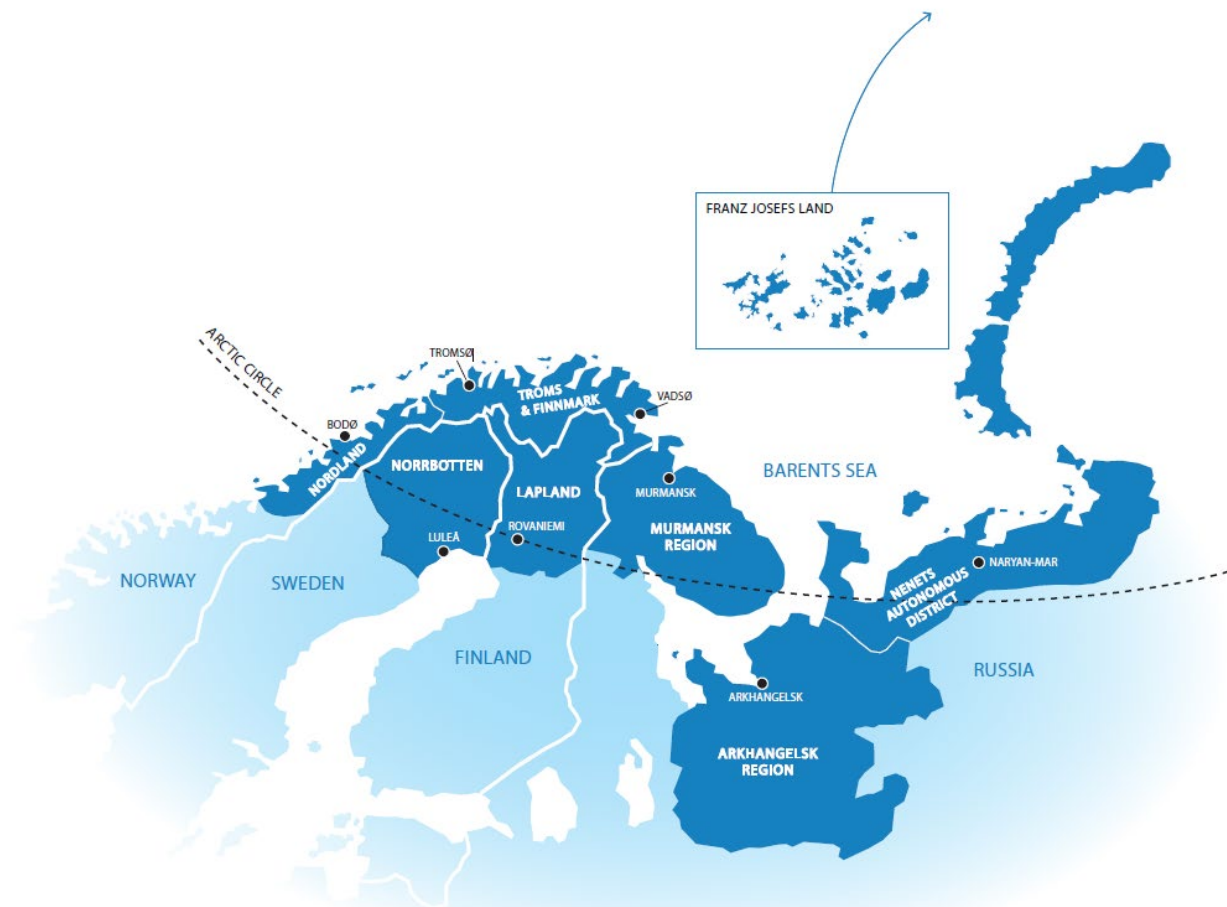 FRANZ JOSEFS LAND
ARCTIC CIRCLE
TROMSØ
TROMS
& FINNMARK
VADSØ
BODØ
NORDLAND
NORRBOTTEN
LAPLAND
BARENTS SEA
MURMANSK
MURMANSK
REGION
LULEÅ
ROVANIEMI
NARYAN-MAR
NENETS
AUTONOMOUS
DISTRICT
NORWAY
SWEDEN
FINLAND
RUSSIA
ARKHANGELSK
ARKHANGELSK
REGION